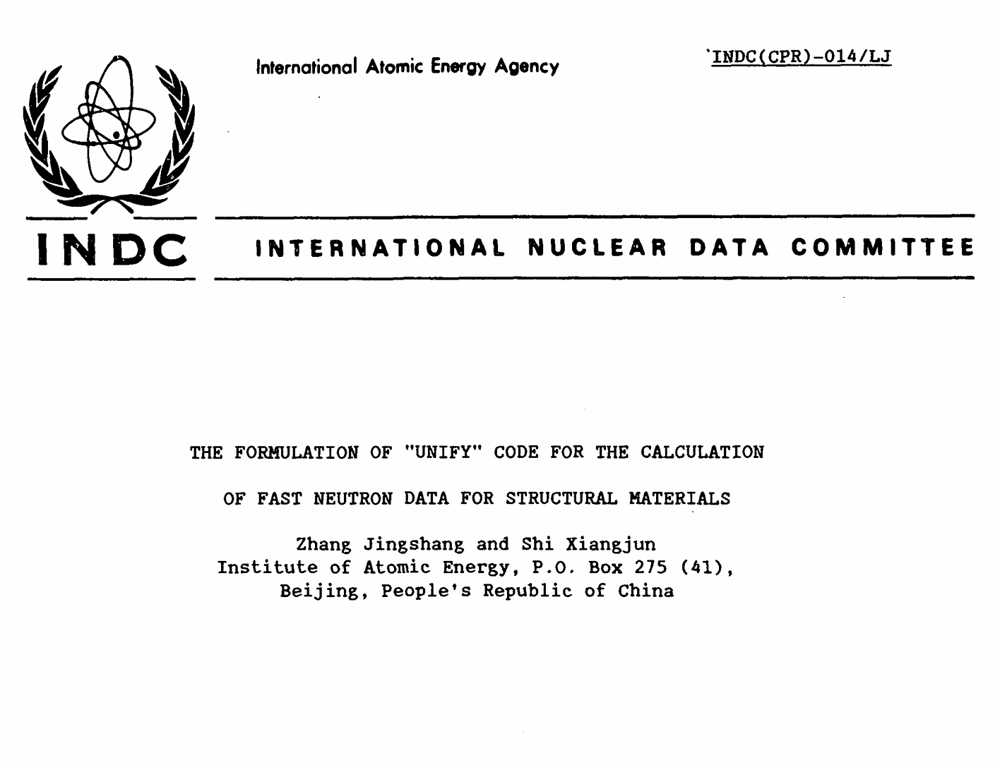 International Atomic Energy Agency
INDC(CPR)-014/LJ
INDC
INTERNATIONAL NUCLEAR DATA COMMITTEE
THE FORMULATION OF "UNIFY" CODE FOR THE CALCULATION
OF FAST NEUTRON DATA FOR STRUCTURAL MATERIALS
Zhang Jingshang and Shi Xiangjun
Institute of Atomic Energy, P.O. Box 275 (41),
Beijing, People's Republic of China